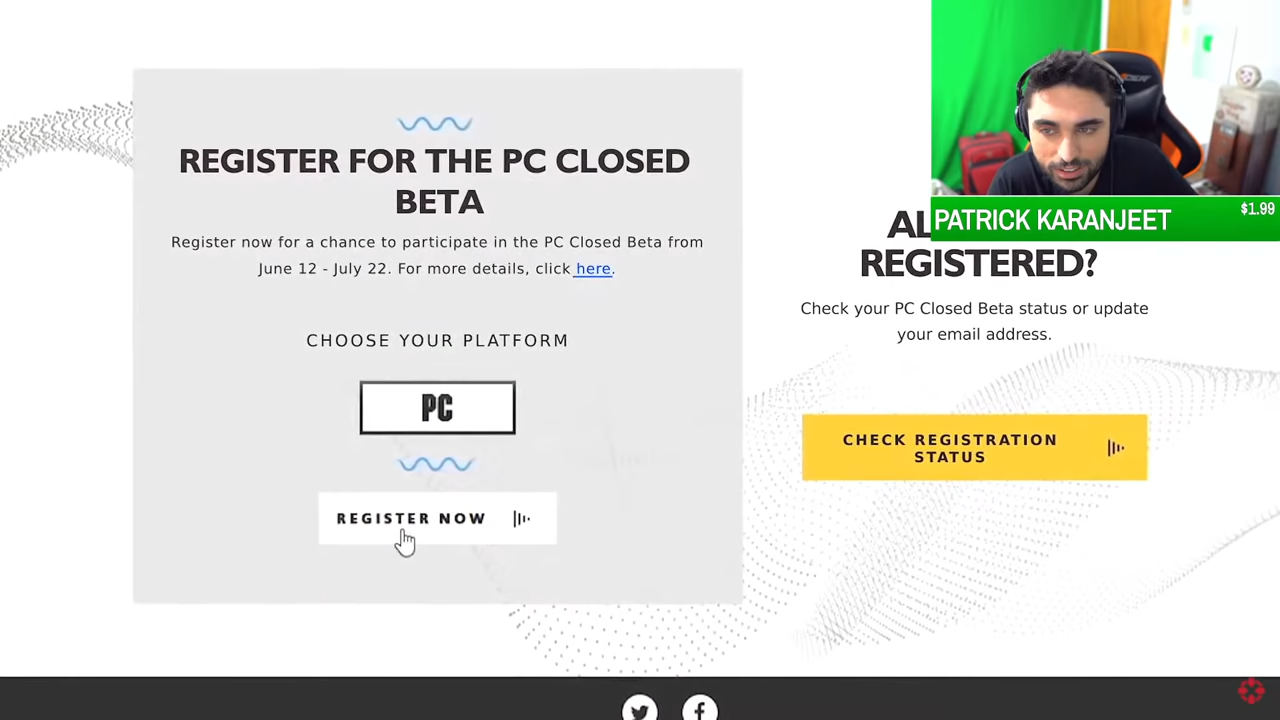 REGISTER FOR THE PC CLOSED
BETA
Register now for a chance to participate in the PC Closed Beta from
June 12 - July 22. For more details, click here.
CHOOSE YOUR PLATFORM
PC
REGISTER NOW
PATRICK KARANJEET
$1.99
AL
REGISTERED?
Check your PC Closed Beta status or update
your email address.
CHECK REGISTRATION
STATUS